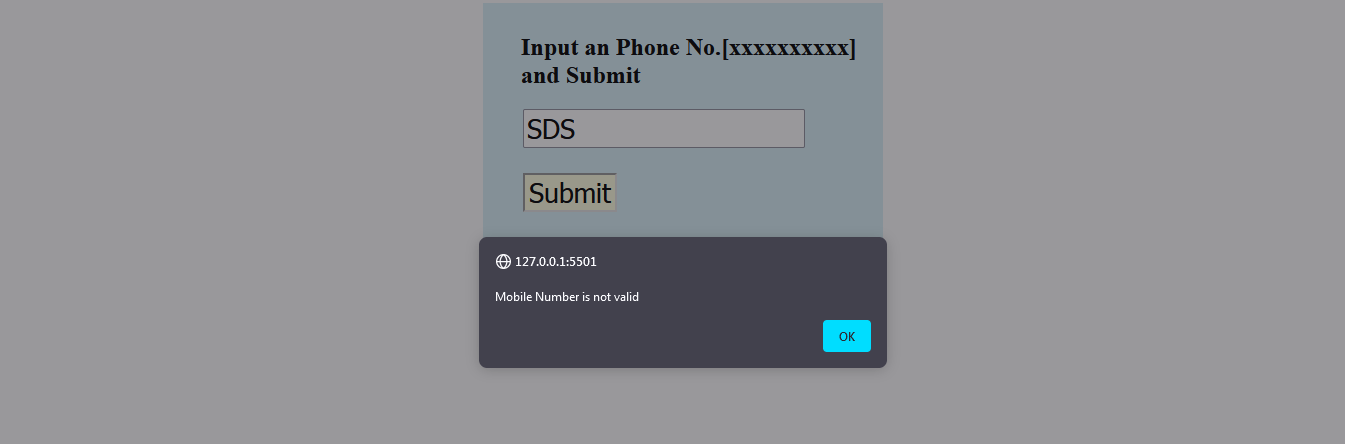 Input an Phone No.[xxxxxxxxxx]
and Submit
SDS
Submit
127.0.0.1:5501
Mobile Number is not valid
OK